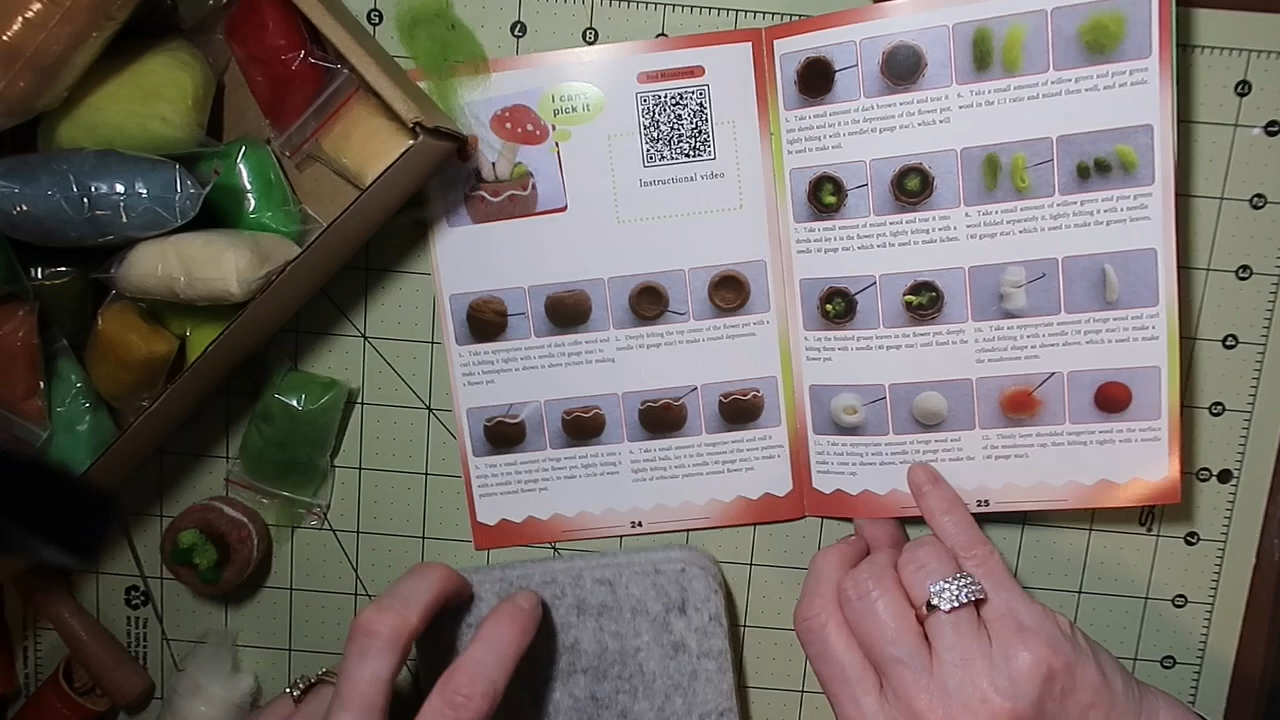 Red Mushroom
I can't
pick it
Instructional video
1. Take an appropriate amount of dark coffee wool and
curl it, felting it tightly with a needle (38 gauge star) to
make a hemisphere as shown in above picture for making
a flower pot.
2. Deeply felting the top center of the flower pot with a
needle (40 gauge star) to make a round depression.
3. Take a small amount of beige wool and roll it into a
strip, lay it on the top of the flower pot, lightly felting it
with a needle (40 gauge star), to make a circle of wave
pattern around flower pot.
4. Take a small amount of tangerine wool and roll it
into small balls, lay it in the recesses of the wave patterns,
lightly felting it with a needle (40 gauge star), to make a
circle of orbicular patterns around flower pot.
24
5. Take a small amount of dark brown wool and tear it
into shreds and lay it in the depression of the flower pot,
lightly felting it with a needle(40 gauge star), which will
be used to make soil.
6. Take a small amount of willow green and pine green
wool in the 1:1 ratio and mixed them well, and set aside.
7. Take a small amount of mixed and tear it into
shreds and lay it in the flower pot, lightly felting it with a
needle (40 gauge star), which will be used to make lichen.
8. Take a small amount of willow green and pine green
wool folded separately it, lightly felting it with a needle
(40 gauge star), which is used to make the grassy leaves.
9. Lay the finished grassy leaves in the flower pot, deeply
felting them with a needle (40 gauge star) until fixed to the
flower pot.
10. Take an appropriate amount of beige wool and curl
it. And felting it with a needle (38 gauge star) to make a
cylindrical shape as shown above, which is used to make
the mushroom stem.
11. Take an appropriate amount of beige wool and
curl it. And felting it with a needle (38 gauge star) to
make a cone as shown above, which is used to make the
mushroom cap.
12. Thinly layer shredded tangerine wool on the surface
of the mushroom cap, then felting it tightly with a needle
(40 gauge star).
25
5
7
8